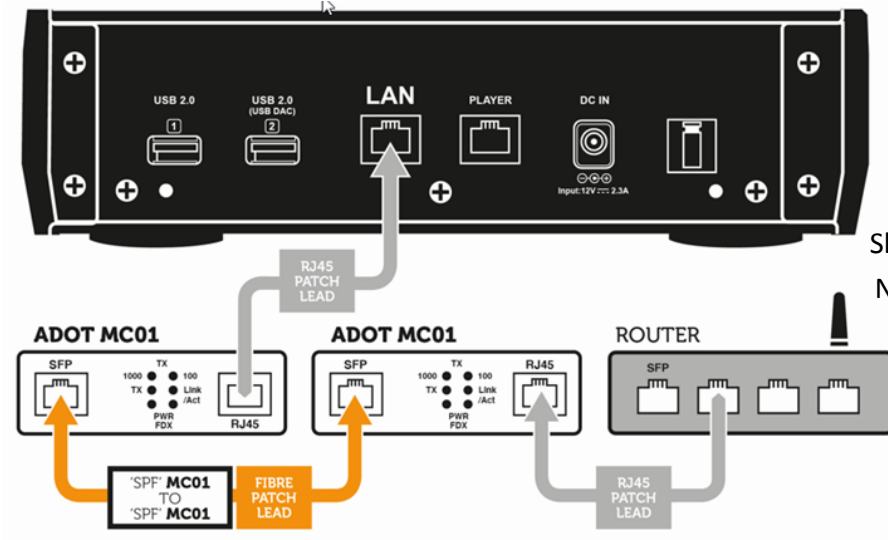 USB 2.0
1
USB 2.0
(USB DAC)
2
LAN
PLAYER
DC IN
Input:12V 2.3A
RJ45
PATCH
LEAD
ADOT MC01
SFP
TX
1000 100
TX Link
/Act
PWR
FDX
RJ45
ADOT MC01
SFP
TX
1000 100
TX Link
/Act
PWR
FDX
RJ45
ROUTER
SFP
'SPF' MC01
TO
'SPF' MC01
FIBRE
PATCH
LEAD
RJ45
PATCH
LEAD